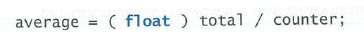 average = ( float ) total / counter;